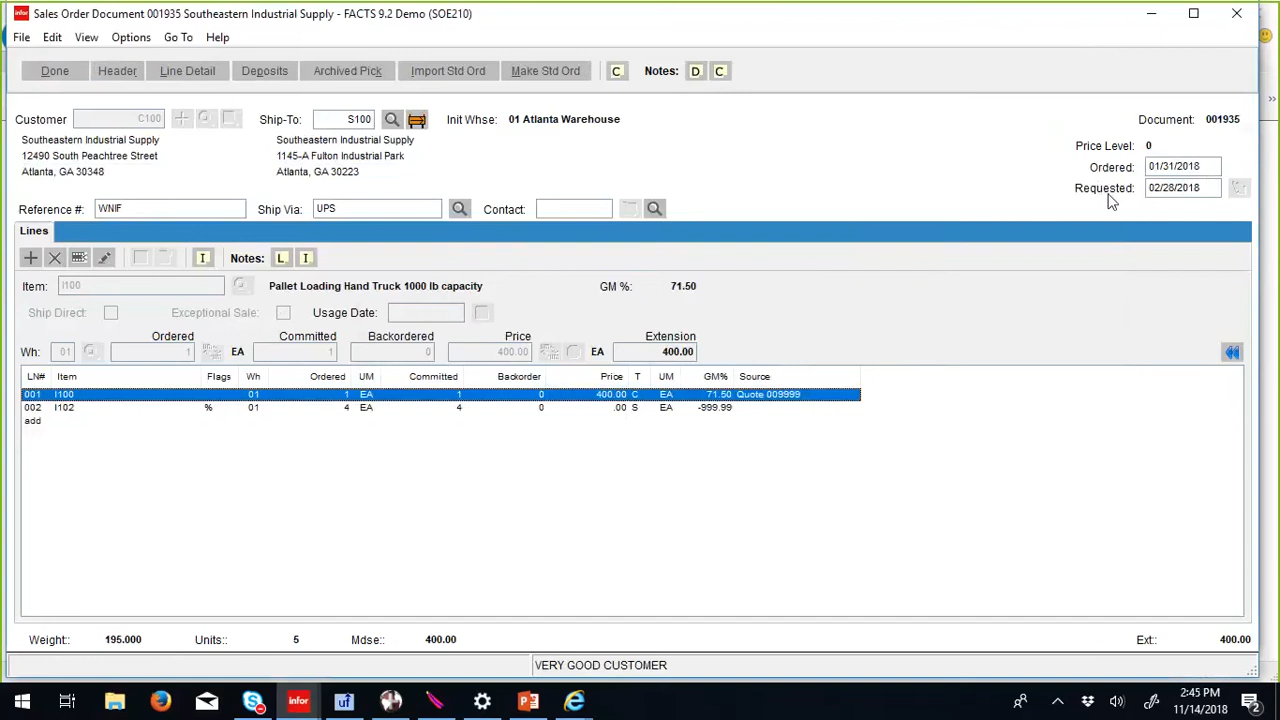 infor Sales Order Document 001935 Southeastern Industrial Supply - FACTS 9.2 Demo (SOE210)
File Edit View Options Go To Help
Done Header Line Detail Deposits Archived Pick Import Std Ord Make Std Ord C Notes: D C
Customer C100 Ship-To: S100 Init Whse: 01 Atlanta Warehouse Document: 001935
Southeastern Industrial Supply Southeastern Industrial Supply Price Level: 0
12490 South Peachtree Street 1145-A Fulton Industrial Park Ordered: 01/31/2018
Atlanta, GA 30348 Atlanta, GA 30223 Requested: 02/28/2018
Reference #: WNIF Ship Via: UPS Contact:
Lines
I Notes: L I
Item: I100 Pallet Loading Hand Truck 1000 lb capacity GM %: 71.50
Ship Direct: Exceptional Sale: Usage Date:
Ordered Committed Backordered Price Extension
Wh: 01 1 EA 1 0 400.00 EA 400.00
LN# Item Flags Wh Ordered UM Committed Backorder Price T UM GM% Source
001 I100 01 1 EA 1 0 400.00 C EA 71.50 Quote 009999
002 I102 % 01 4 EA 4 0 .00 S EA -999.99
add
Weight:: 195.000 Units:: 5 Mdse:: 400.00 Ext:: 400.00
VERY GOOD CUSTOMER
infor uf 2:45 PM
11/14/2018 2